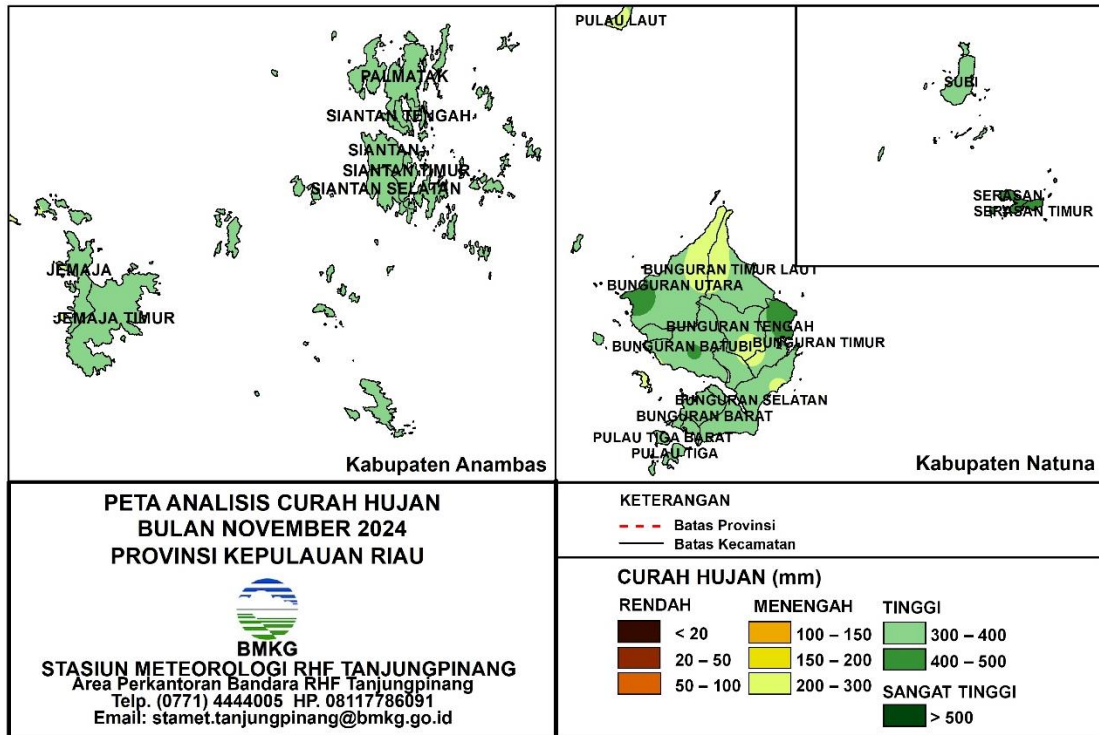 PALMATAK
SIANTAN TENGAH
SIANTAN
SIANTAN TIMUR
SIANTAN SELATAN
JEMAJA
JEMAJA TIMUR
Kabupaten Anambas
PULAU LAUT
SUBI
SERASAN
SERASAN TIMUR
BUNGURAN TIMUR LAUT
BUNGURAN UTARA
BUNGURAN TENGAH
BUNGURAN BATUBI
BUNGURAN TIMUR
BUNGURAN SELATAN
BUNGURAN BARAT
PULAU TIGA BARAT
PULAU TIGA
Kabupaten Natuna
PETA ANALISIS CURAH HUJAN
BULAN NOVEMBER 2024
PROVINSI KEPULAUAN RIAU
BMKG
STASIUN METEOROLOGI RHF TANJUNGPINANG
Area Perkantoran Bandara RHF Tanjungpinang
Telp. (0771) 4444005 HP. 08117786091
Email: stamet.tanjungpinang@bmkg.go.id
KETERANGAN
Batas Provinsi
Batas Kecamatan
CURAH HUJAN (mm)
RENDAH
< 20
20 – 50
50 – 100
MENENGAH
100 – 150
150 – 200
200 – 300
TINGGI
300 – 400
400 – 500
SANGAT TINGGI
> 500